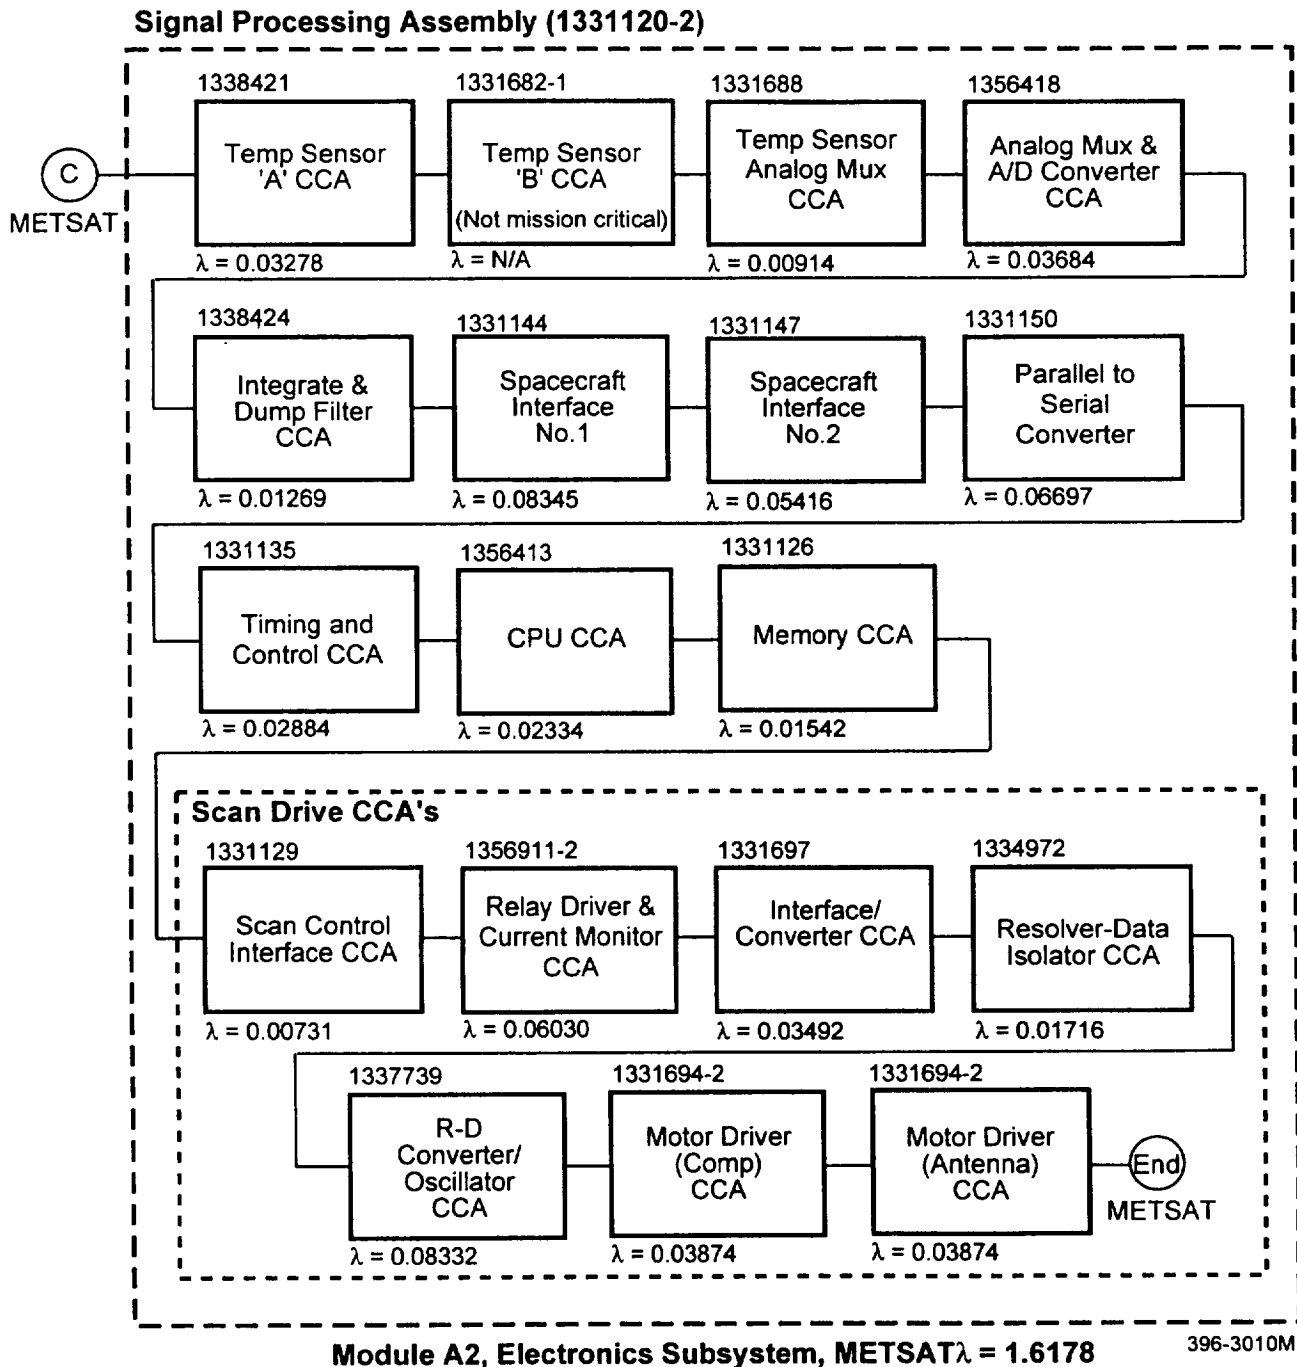 Signal Processing Assembly (1331120-2)
1338421
1331682-1
1331688
1356418
C
METSAT
Temp Sensor
'A' CCA
Temp Sensor
'B' CCA
(Not mission critical)
Temp Sensor
Analog Mux
CCA
Analog Mux &
A/D Converter
CCA
λ = 0.03278
λ = N/A
λ = 0.00914
λ = 0.03684
1338424
1331144
1331147
1331150
Integrate &
Dump Filter
CCA
Spacecraft
Interface
No.1
Spacecraft
Interface
No.2
Parallel to
Serial
Converter
λ = 0.01269
λ = 0.08345
λ = 0.05416
λ = 0.06697
1331135
1356413
1331126
Timing and
Control CCA
CPU CCA
Memory CCA
λ = 0.02884
λ = 0.02334
λ = 0.01542
Scan Drive CCA's
1331129
1356911-2
1331697
1334972
Scan Control
Interface CCA
Relay Driver &
Current Monitor
CCA
Interface/
Converter CCA
Resolver-Data
Isolator CCA
λ = 0.00731
λ = 0.06030
λ = 0.03492
λ = 0.01716
1337739
1331694-2
1331694-2
R-D
Converter/
Oscillator
CCA
Motor Driver
(Comp)
CCA
Motor Driver
(Antenna)
CCA
End
METSAT
λ = 0.08332
λ = 0.03874
λ = 0.03874
Module A2, Electronics Subsystem, METSATλ = 1.6178
396-3010M